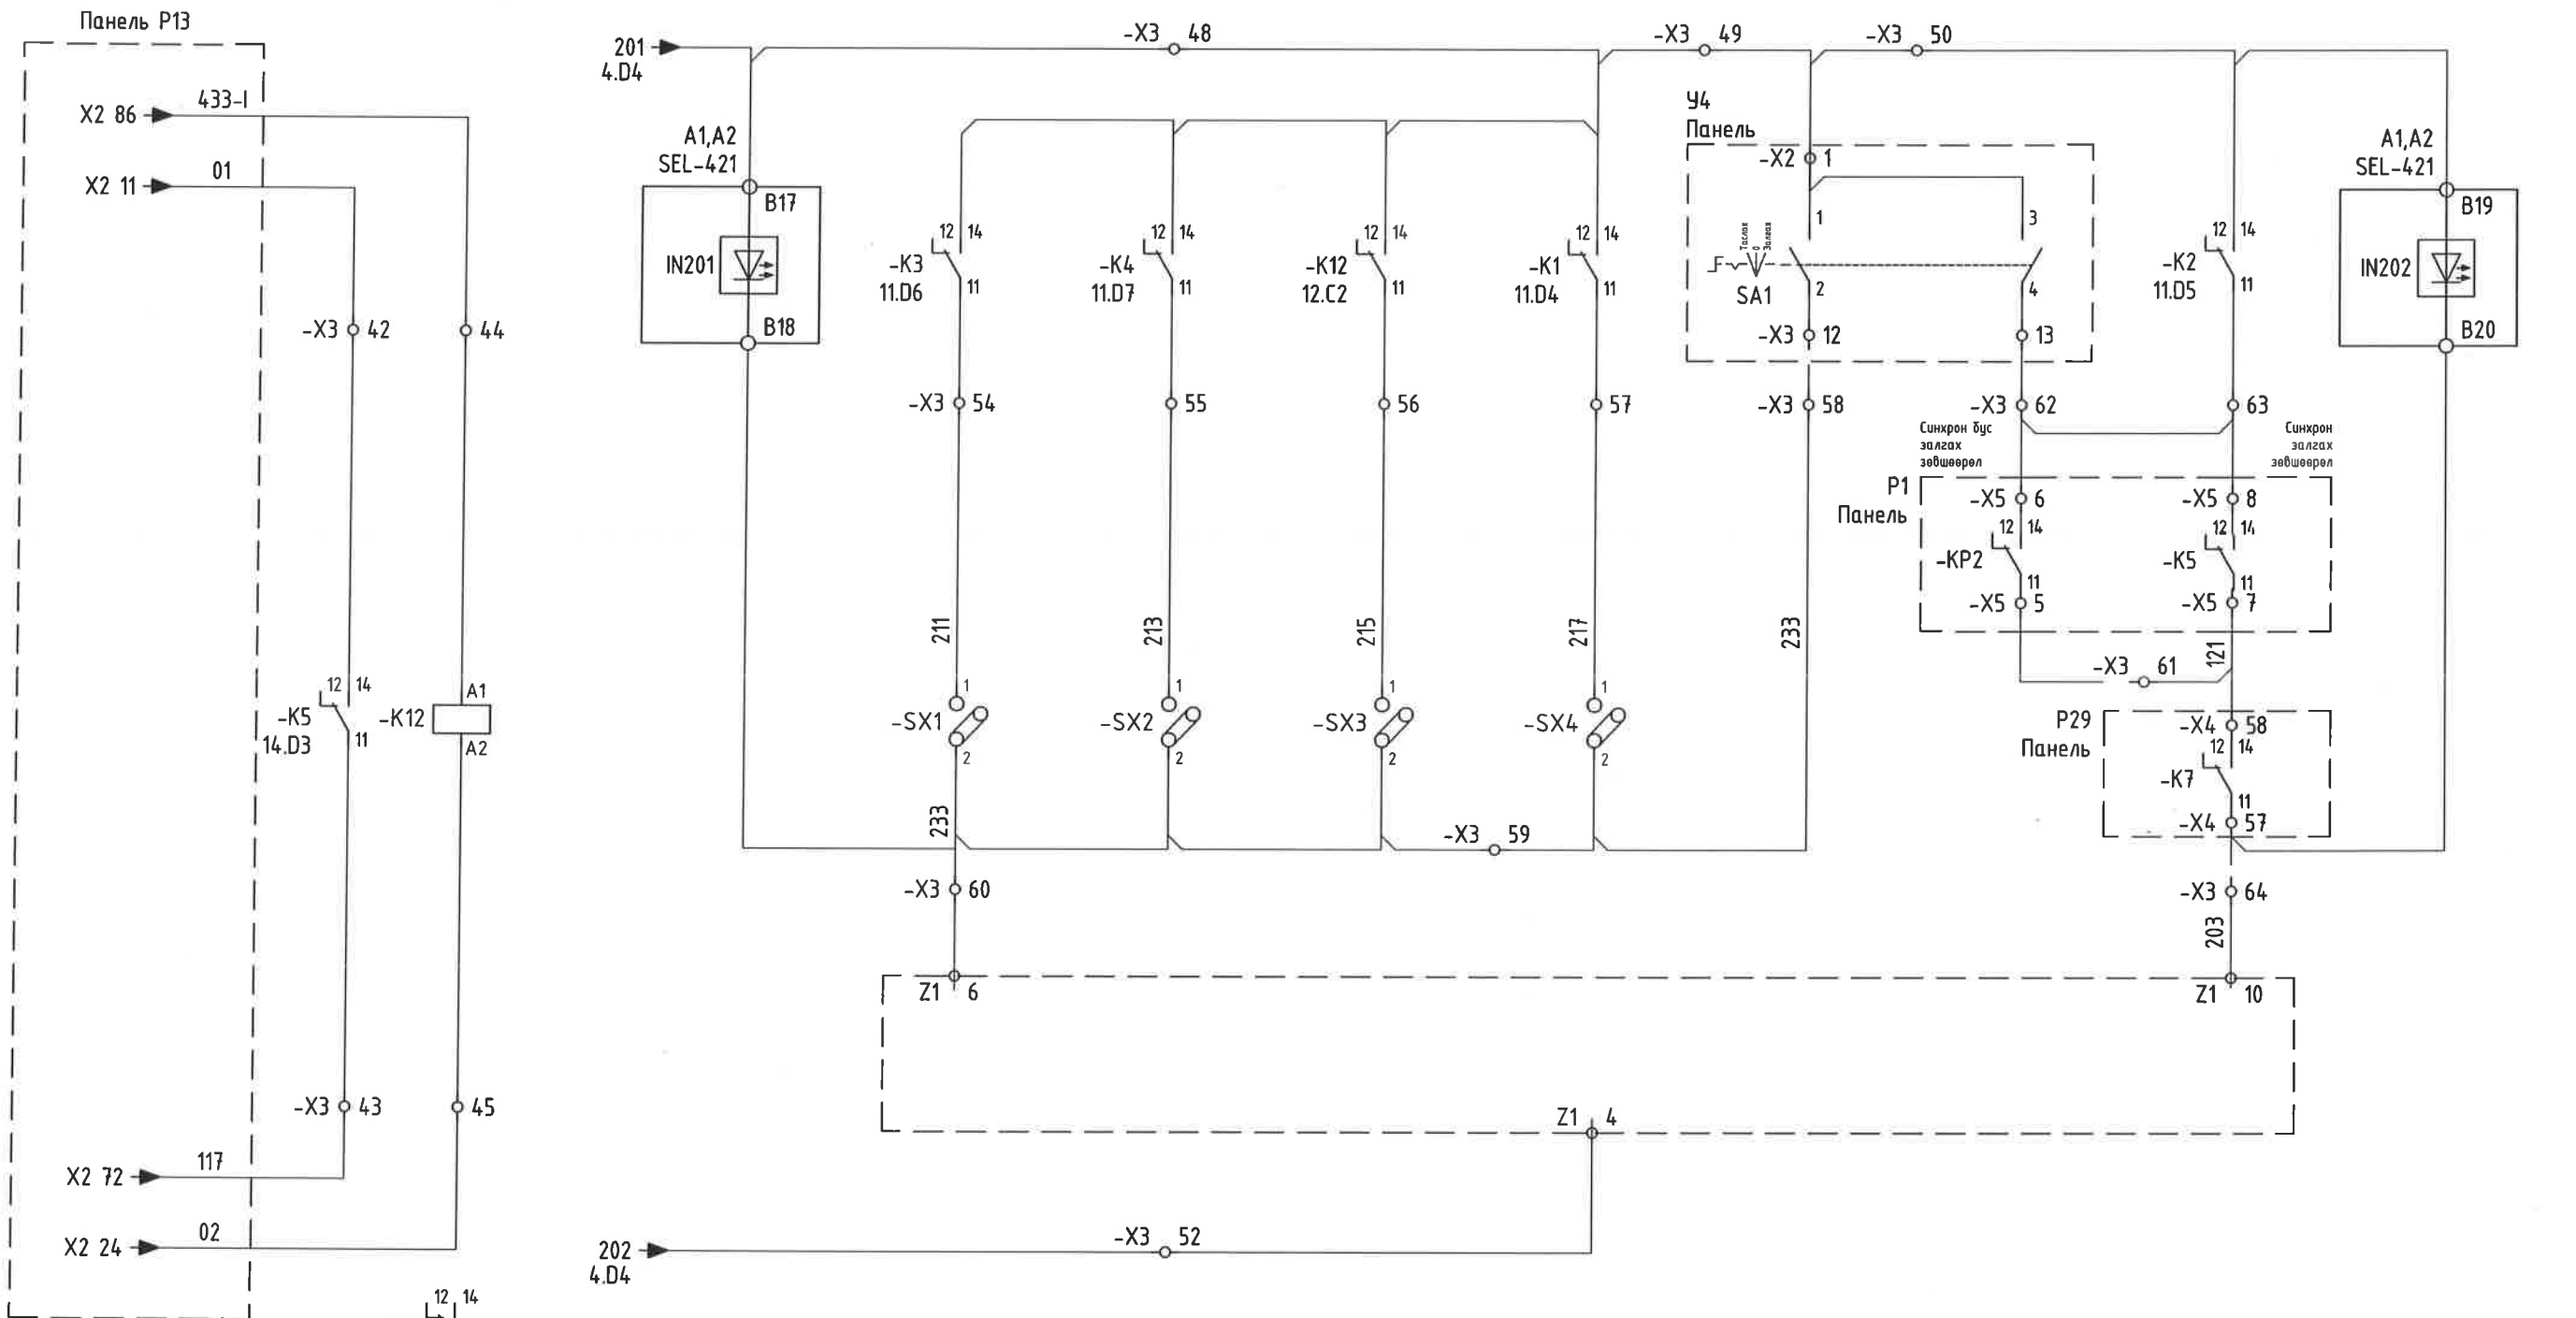 Панель P13
X2 86
433-I
X2 11
01
-X3 42
44
12 14
-K5
14.D3
11
-K12
A1
A2
-X3 43
45
X2 72
117
X2 24
02
12 14
201
4.D4
-X3 48
-X3 49
-X3 50
A1,A2
SEL-421
B17
IN201
B18
12 14
-K3
11.D6
11
12 14
-K4
11.D7
11
12 14
-K12
12.C2
11
12 14
-K1
11.D4
11
У4
Панель
-X2 1
1
3
Таслах
0
Залгах
SA1
2
4
-X3 12
13
12 14
-K2
11.D5
11
A1,A2
SEL-421
B19
IN202
B20
-X3 54
55
56
57
-X3 58
-X3 62
63
Синхрон бус
залгах
зөвшөөрөл
Синхрон
залгах
зөвшөөрөл
P1
Панель
-X5 6
-X5 8
12 14
-KP2
11
12 14
-K5
11
-X5 5
-X5 7
211
213
215
217
233
-X3 61
121
1
-SX1
2
1
-SX2
2
1
-SX3
2
1
-SX4
2
P29
Панель
-X4 58
12 14
-K7
11
-X4 57
233
-X3 59
-X3 60
-X3 64
203
Z1 6
Z1 10
Z1 4
202
4.D4
-X3 52